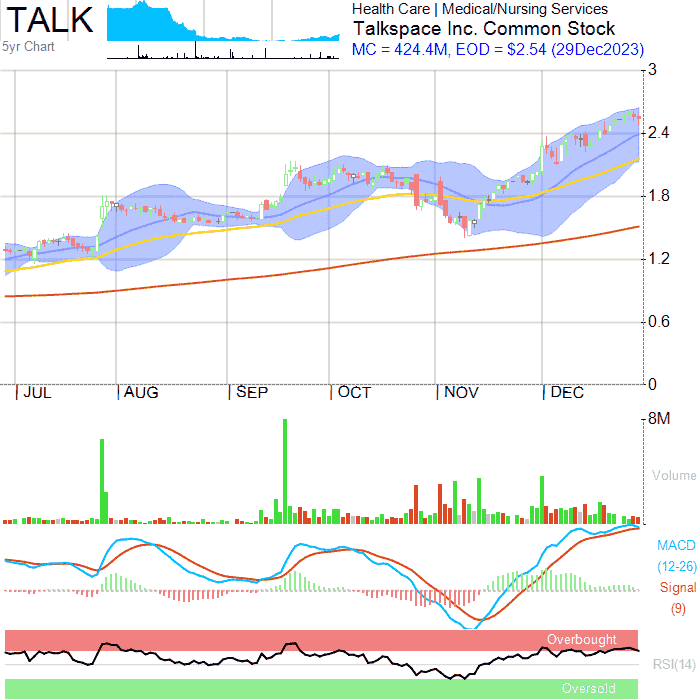 TALK
5yr Chart
Health Care | Medical/Nursing Services
Talkspace Inc. Common Stock
MC = 424.4M, EOD = $2.54 (29Dec2023)
3
2.4
1.8
1.2
0.6
0
JUL AUG SEP OCT NOV DEC
8M
Volume
MACD
(12-26)
Signal
(9)
Overbought
RSI(14)
Oversold